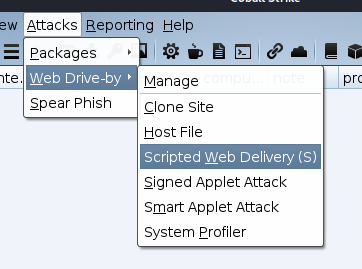 Cobalt Strike
ew Attacks Reporting Help
Packages
Web Drive-by
Spear Phish
Manage
Clone Site
Host File
Scripted Web Delivery (S)
Signed Applet Attack
Smart Applet Attack
System Profiler
nte.
compu...
note
pro